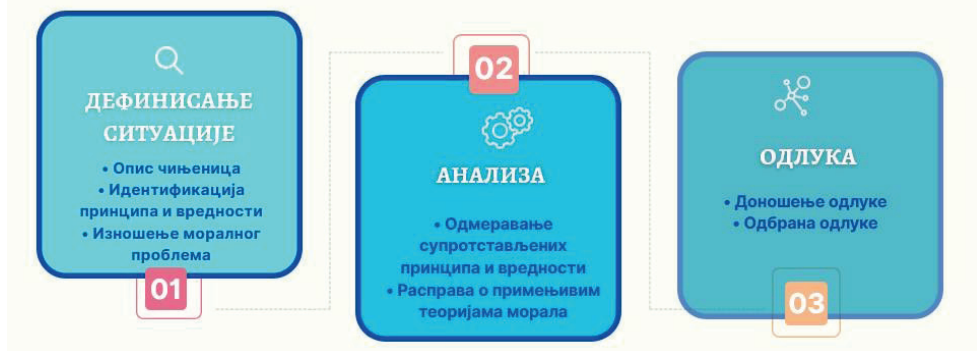 ДЕФИНИСАЊЕ
СИТУАЦИЈЕ
• Опис чињеница
• Идентификација
принципа и вредности
• Изношење моралног
проблема
01
02
АНАЛИЗА
• Одмеравање
супротстављених
принципа и вредности
• Расправа о примењивим
теоријама морала
ОДЛУКА
• Доношење одлуке
• Одбрана одлуке
03